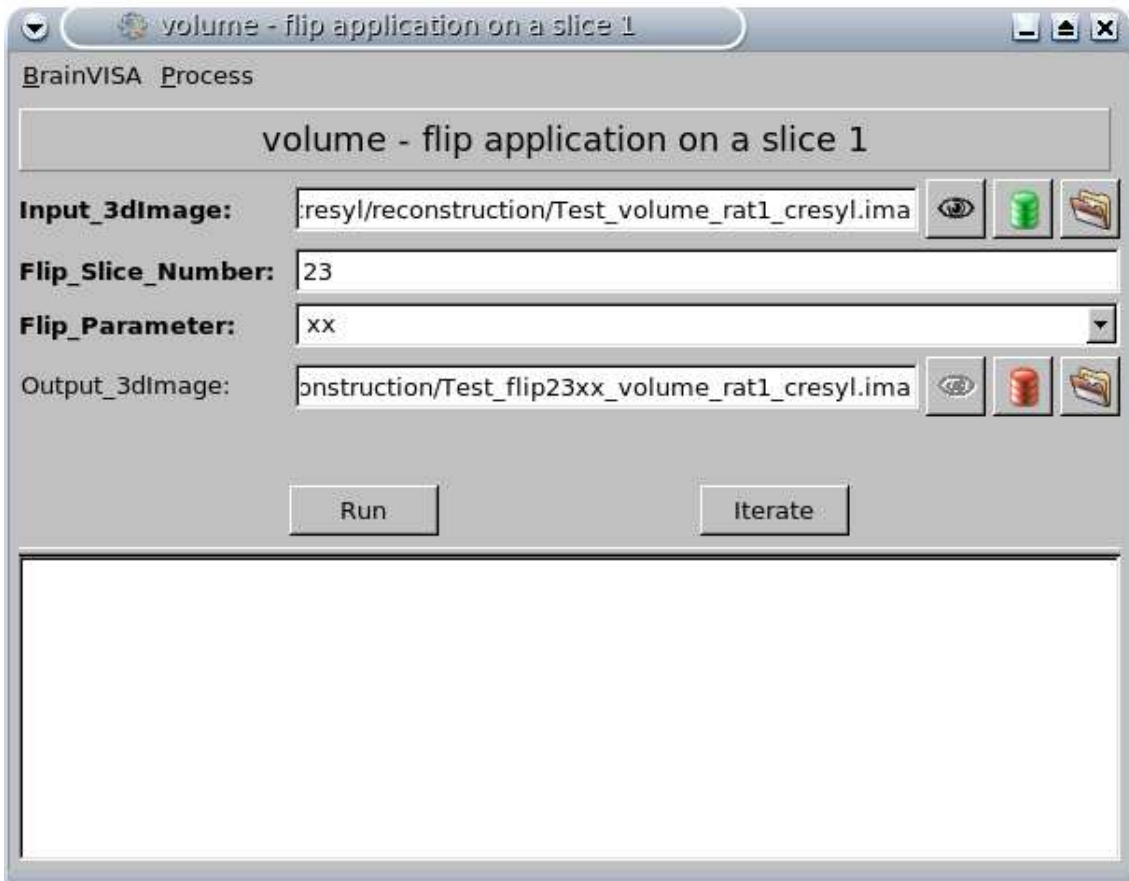 volume - flip application on a slice 1
BrainVISA Process
volume - flip application on a slice 1
Input_3dImage: :resyl/reconstruction/Test_volume_rat1_cresyl.ima
Flip_Slice_Number: 23
Flip_Parameter: xx
Output_3dImage: onstruction/Test_flip23xx_volume_rat1_cresyl.ima
Run Iterate